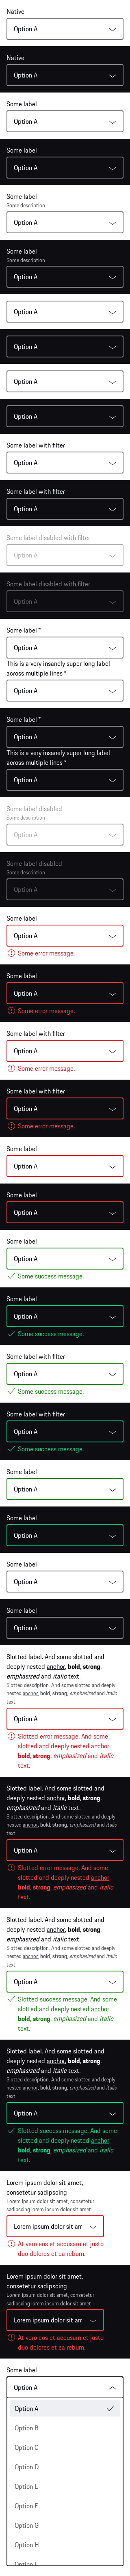 Native
Option A
Native
Option A
Some label
Option A
Some label
Option A
Some label
Some description
Option A
Some label
Some description
Option A
Option A
Option A
Option A
Option A
Some label with filter
Option A
Some label with filter
Option A
Some label disabled with filter
Option A
Some label disabled with filter
Option A
Some label *
Option A
This is a very insanely super long label
across multiple lines *
Option A
Some label *
Option A
This is a very insanely super long label
across multiple lines *
Option A
Some label disabled
Some description
Option A
Some label disabled
Some description
Option A
Some label
Option A
Some error message.
Some label
Option A
Some error message.
Some label with filter
Option A
Some error message.
Some label with filter
Option A
Some error message.
Some label
Option A
Some label
Option A
Some label
Option A
Some success message.
Some label
Option A
Some success message.
Some label with filter
Option A
Some success message.
Some label with filter
Option A
Some success message.
Some label
Option A
Some label
Option A
Some label
Option A
Some label
Option A
Slotted label. And some slotted and
deeply nested anchor, bold, strong,
emphasized and italic text.
Slotted description. And some slotted and deeply
nested anchor, bold, strong, emphasized and italic
text.
Option A
Slotted error message. And some
slotted and deeply nested anchor,
bold, strong, emphasized and italic
text.
Slotted label. And some slotted and
deeply nested anchor, bold, strong,
emphasized and italic text.
Slotted description. And some slotted and deeply
nested anchor, bold, strong, emphasized and italic
text.
Option A
Slotted error message. And some
slotted and deeply nested anchor,
bold, strong, emphasized and italic
text.
Slotted label. And some slotted and
deeply nested anchor, bold, strong,
emphasized and italic text.
Slotted description. And some slotted and deeply
nested anchor, bold, strong, emphasized and italic
text.
Option A
Slotted success message. And some
slotted and deeply nested anchor,
bold, strong, emphasized and italic
text.
Slotted label. And some slotted and
deeply nested anchor, bold, strong,
emphasized and italic text.
Slotted description. And some slotted and deeply
nested anchor, bold, strong, emphasized and italic
text.
Option A
Slotted success message. And some
slotted and deeply nested anchor,
bold, strong, emphasized and italic
text.
Lorem ipsum dolor sit amet,
consetetur sadipscing
Lorem ipsum dolor sit amet, consetetur
sadipscing lorem ipsum dolor sit amet
Lorem ipsum dolor sit am
At vero eos et accusam et justo
duo dolores et ea rebum.
Lorem ipsum dolor sit amet,
consetetur sadipscing
Lorem ipsum dolor sit amet, consetetur
sadipscing lorem ipsum dolor sit amet
Lorem ipsum dolor sit am
At vero eos et accusam et justo
duo dolores et ea rebum.
Some label
Option A
Option A
Option B
Option C
Option D
Option E
Option F
Option G
Option H
Option I